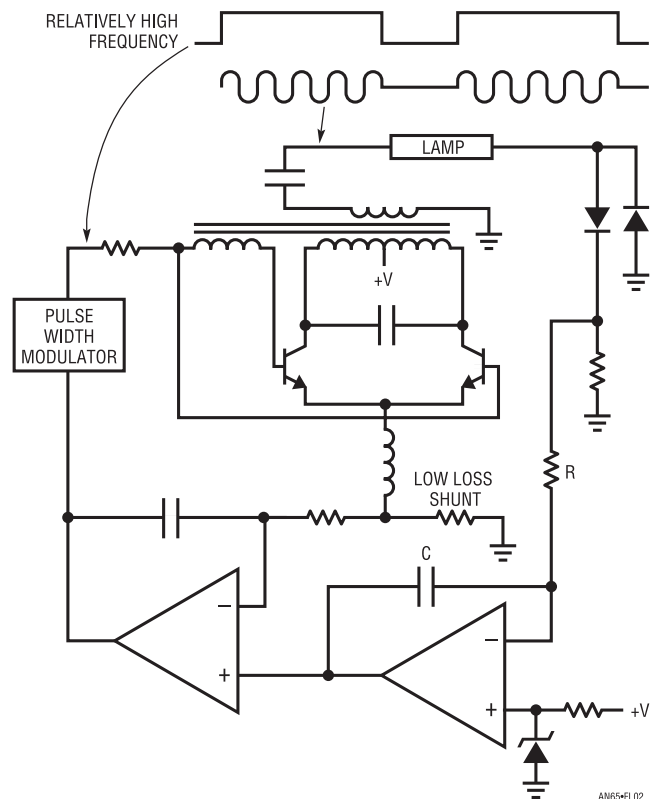 RELATIVELY HIGH
FREQUENCY
LAMP
+V
PULSE
WIDTH
MODULATOR
R
LOW LOSS
SHUNT
C
−
+
−
+
+V
AN65•FL02